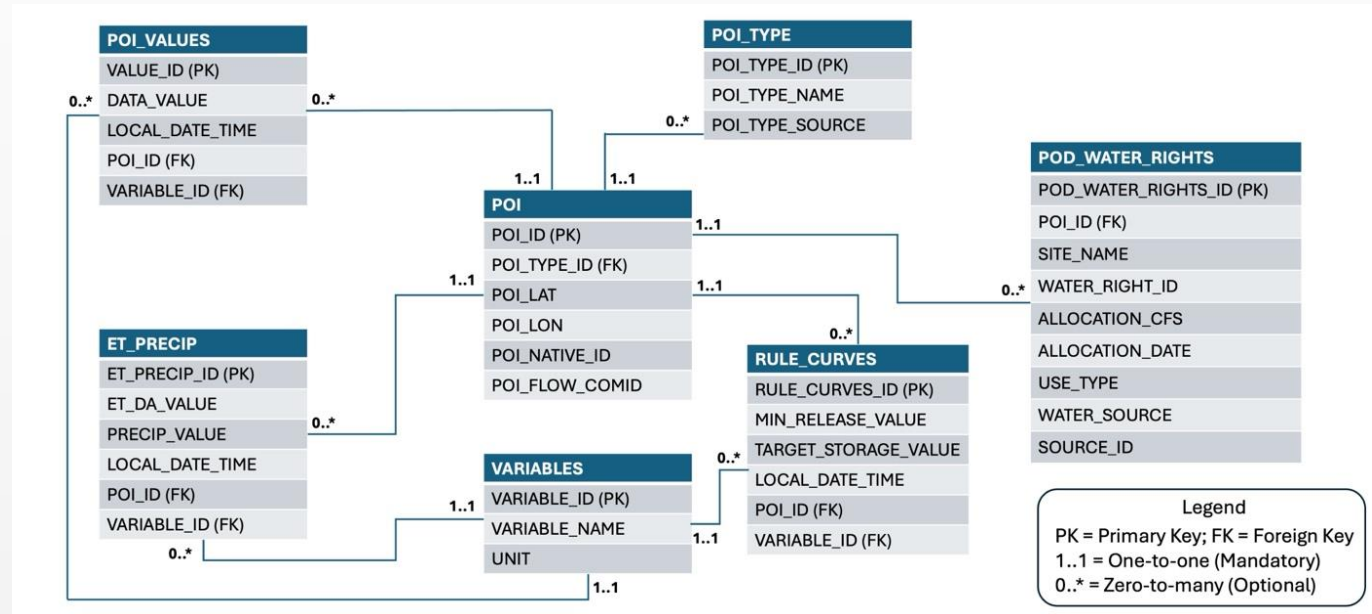 POI_VALUES
VALUE_ID (PK)
DATA_VALUE
LOCAL_DATE_TIME
POI_ID (FK)
VARIABLE_ID (FK)
0..*
0..*
POI_TYPE
POI_TYPE_ID (PK)
POI_TYPE_NAME
POI_TYPE_SOURCE
0..*
1..1
1..1
POI
POI_ID (PK)
POI_TYPE_ID (FK)
POI_LAT
POI_LON
POI_NATIVE_ID
POI_FLOW_COMID
1..1
1..1
1..1
POD_WATER_RIGHTS
POD_WATER_RIGHTS_ID (PK)
POI_ID (FK)
SITE_NAME
WATER_RIGHT_ID
ALLOCATION_CFS
ALLOCATION_DATE
USE_TYPE
WATER_SOURCE
SOURCE_ID
0..*
ET_PRECIP
ET_PRECIP_ID (PK)
ET_DA_VALUE
PRECIP_VALUE
LOCAL_DATE_TIME
POI_ID (FK)
VARIABLE_ID (FK)
0..*
0..*
0..*
RULE_CURVES
RULE_CURVES_ID (PK)
MIN_RELEASE_VALUE
TARGET_STORAGE_VALUE
LOCAL_DATE_TIME
POI_ID (FK)
VARIABLE_ID (FK)
0..*
VARIABLES
VARIABLE_ID (PK)
VARIABLE_NAME
UNIT
1..1
1..1
1..1
Legend
PK = Primary Key; FK = Foreign Key
1..1 = One-to-one (Mandatory)
0..* = Zero-to-many (Optional)